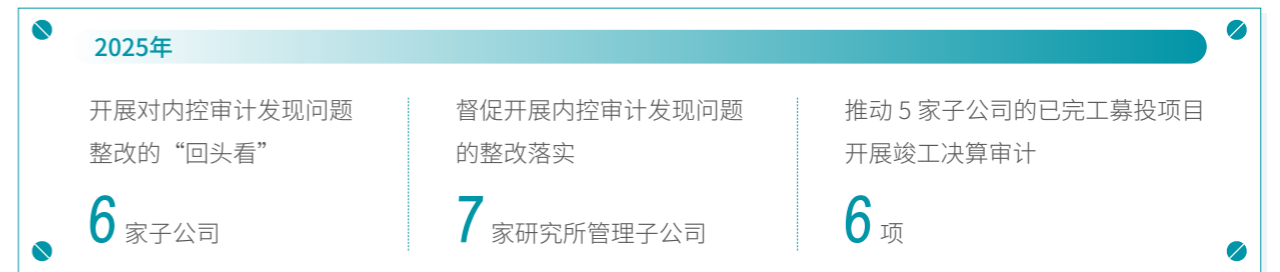 2025年
开展对内控审计发现问题
整改的“回头看”
6 家子公司
督促开展内控审计发现问题
的整改落实
7 家研究所管理子公司
推动 5 家子公司的已完工募投项目
开展竣工决算审计
6 项